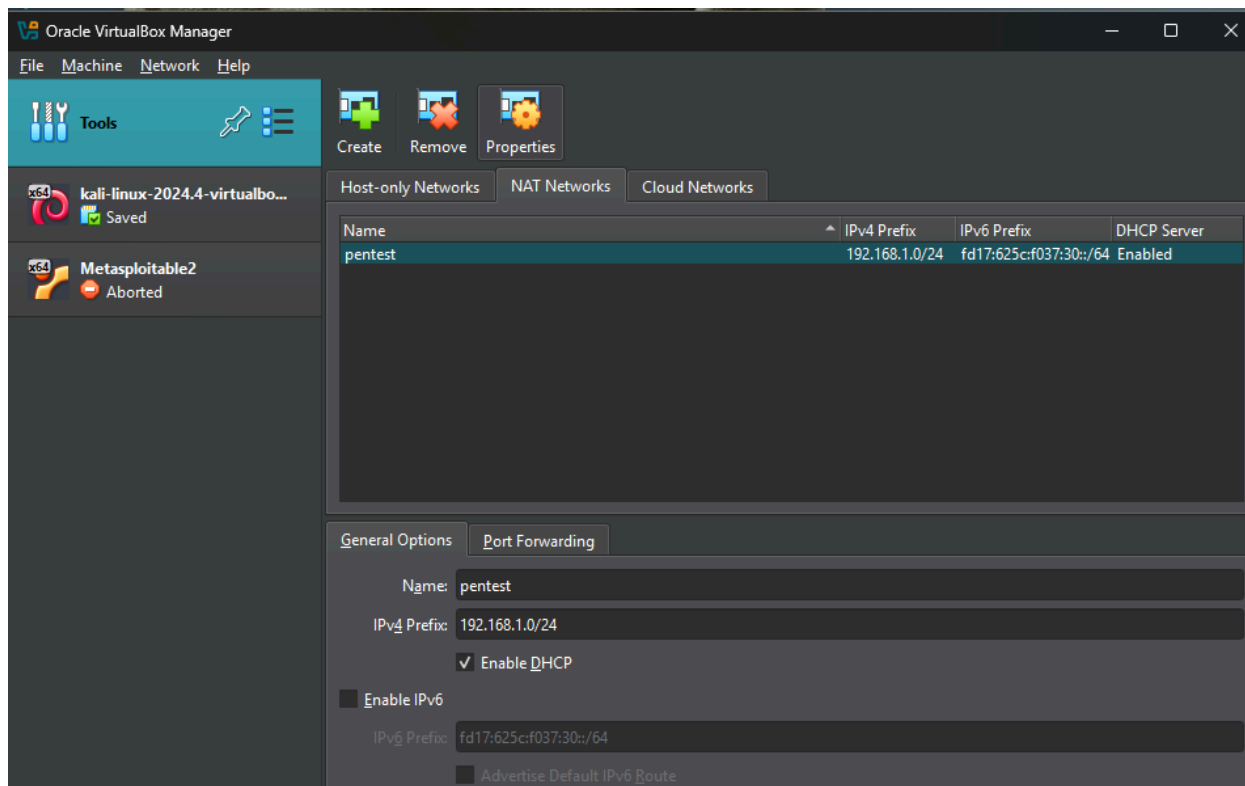 Oracle VirtualBox Manager
File Machine Network Help
Tools
Create Remove Properties
x64 kali-linux-2024.4-virtualbo...
Saved
x64 Metasploitable2
Aborted
Host-only Networks NAT Networks Cloud Networks
Name IPv4 Prefix IPv6 Prefix DHCP Server
pentest 192.168.1.0/24 fd17:625c:f037:30::/64 Enabled
General Options Port Forwarding
Name: pentest
IPv4 Prefix: 192.168.1.0/24
Enable DHCP
Enable IPv6
IPv6 Prefix: fd17:625c:f037:30::/64
Advertise Default IPv6 Route